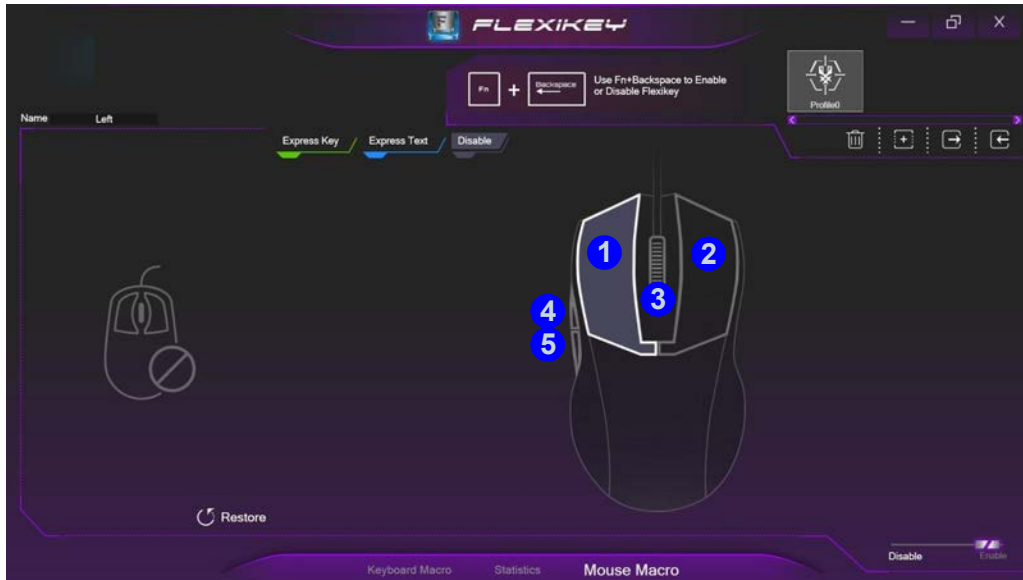 FLEXIKEY
Fn + Backspace Use Fn+Backspace to Enable
or Disable Flexikey
Profile0
Name Left
Express Key Express Text Disable
1
2
3
4
5
Restore
Disable Enable
Keyboard Macro Statistics Mouse Macro